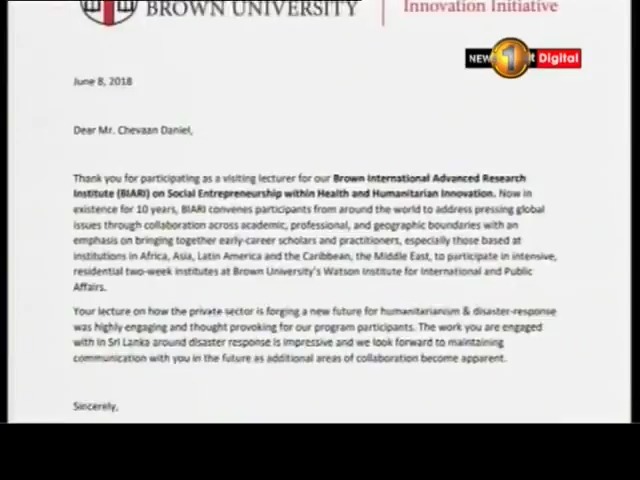 BROWN UNIVERSITY
Innovation Initiative
NEWS 1st Digital
June 8, 2018
Dear Mr. Chevaan Daniel,
Thank you for participating as a visiting lecturer for our Brown International Advanced Research
Institute (BIARI) on Social Entrepreneurship within Health and Humanitarian Innovation. Now in
existence for 10 years, BIARI convenes participants from around the world to address pressing global
issues through collaboration across academic, professional, and geographic boundaries with an
emphasis on bringing together early-career scholars and practitioners, especially those based at
institutions in Africa, Asia, Latin America and the Caribbean, the Middle East, to participate in intensive,
residential two-week institutes at Brown University's Watson Institute for International and Public
Affairs.
Your lecture on how the private sector is forging a new future for humanitarianism & disaster-response
was highly engaging and thought provoking for our program participants. The work you are engaged
with in Sri Lanka around disaster response is impressive and we look forward to maintaining
communication with you in the future as additional areas of collaboration become apparent.
Sincerely,